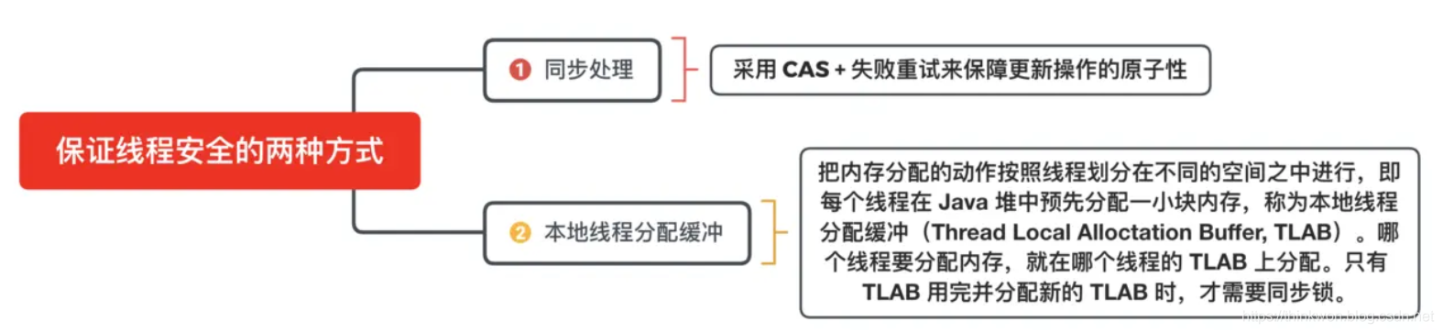 保证线程安全的两种方式
1 同步处理
采用 CAS + 失败重试来保障更新操作的原子性
2 本地线程分配缓冲
把内存分配的动作按照线程划分在不同的空间之中进行，即
每个线程在 Java 堆中预先分配一小块内存，称为本地线程
分配缓冲（Thread Local Alloctation Buffer, TLAB）。哪
个线程要分配内存，就在哪个线程的 TLAB 上分配。只有
TLAB 用完并分配新的 TLAB 时，才需要同步锁。